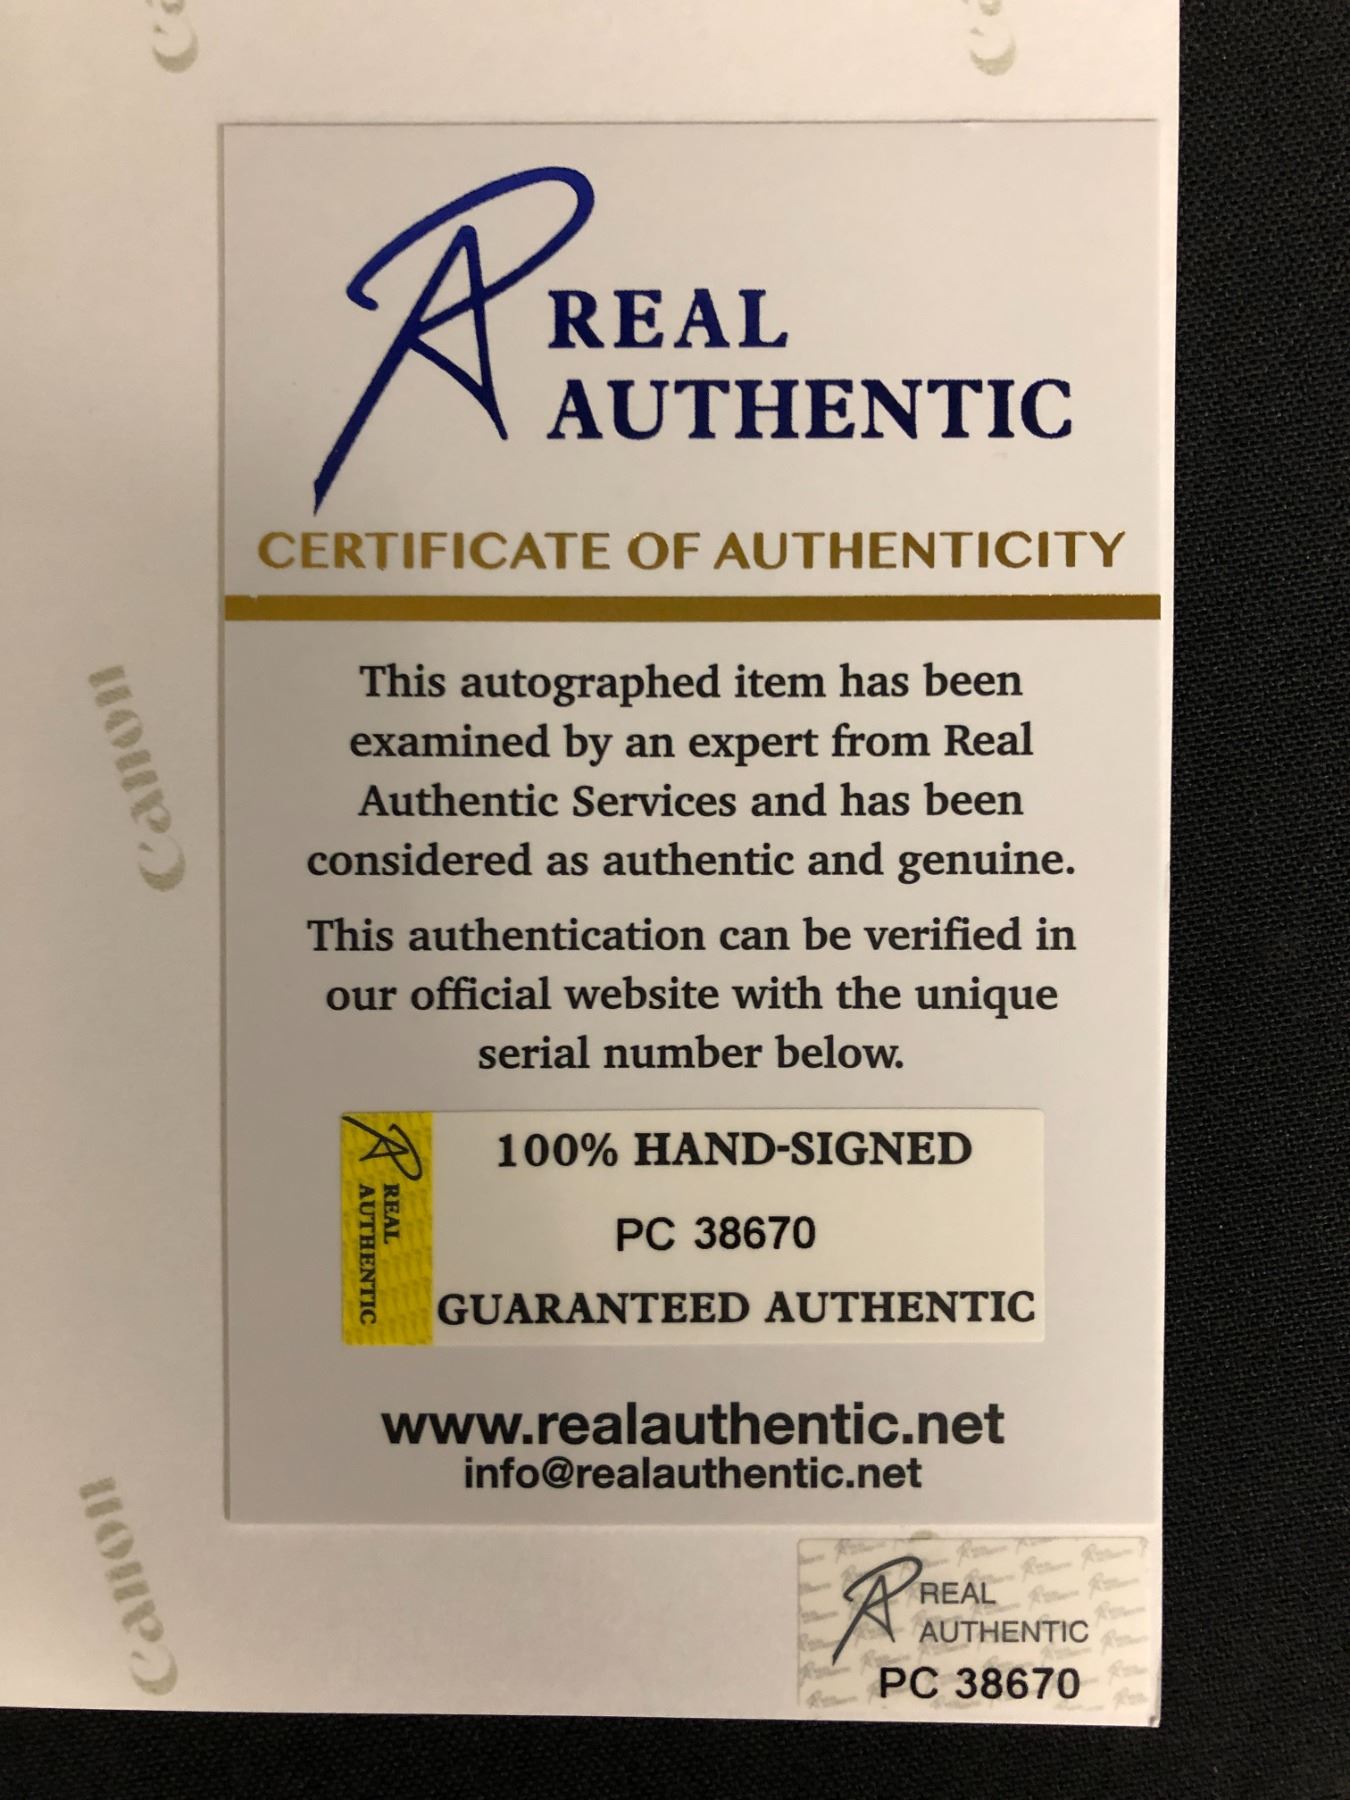 REAL
AUTHENTIC
CERTIFICATE OF AUTHENTICITY
This autographed item has been
examined by an expert from Real
Authentic Services and has been
considered as authentic and genuine.
This authentication can be verified in
our official website with the unique
serial number below.
REAL
AUTHENTIC
100% HAND-SIGNED
PC 38670
GUARANTEED AUTHENTIC
www.realauthentic.net
info@realauthentic.net
Canon
Canon
REAL
AUTHENTIC
PC 38670